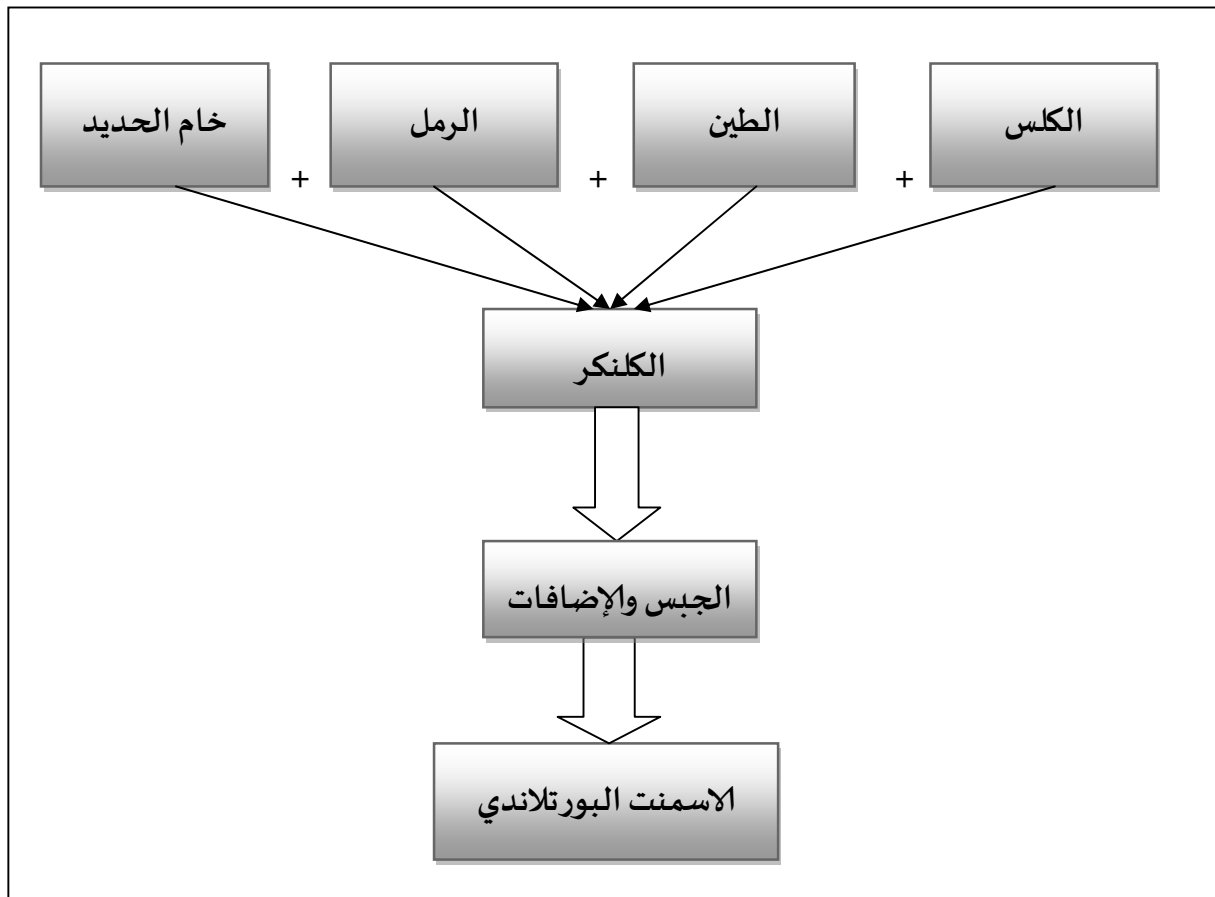 الكلس + الطين + الرمل + خام الحديد
الكلنكر
الجبس والإضافات
الاسمنت البورتلاندي